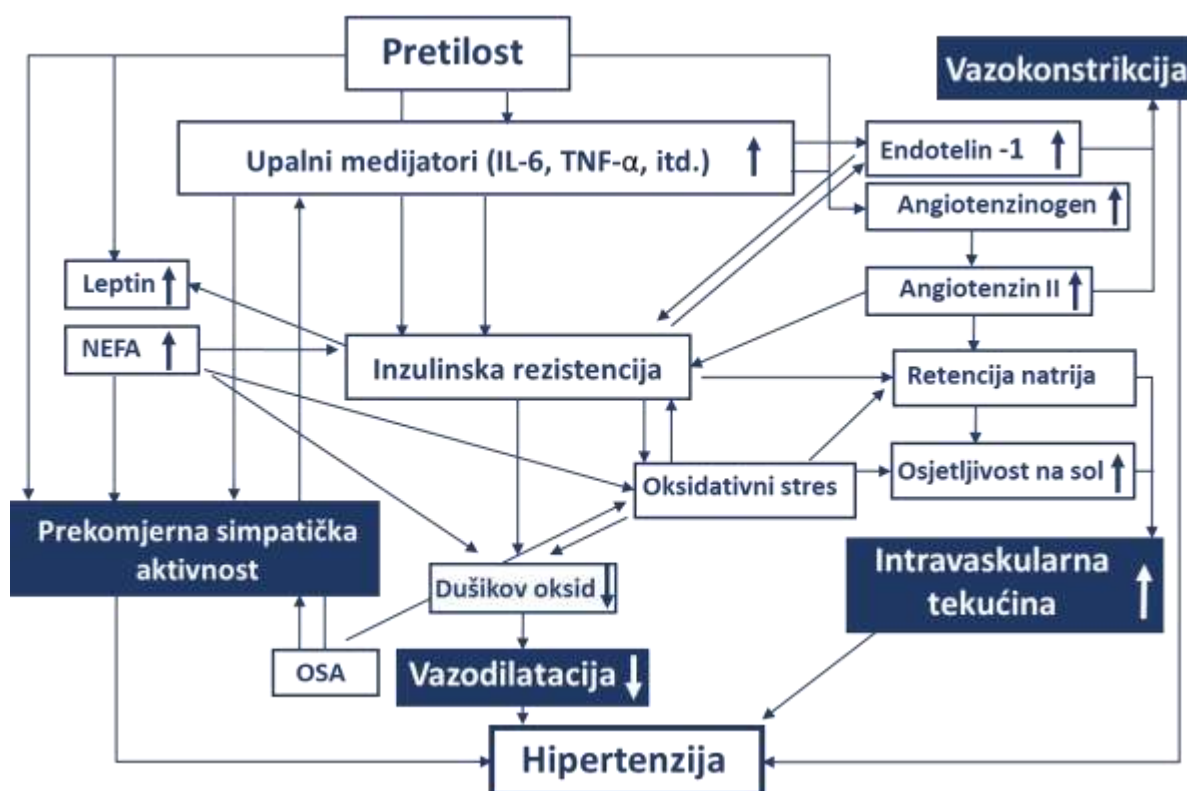 Pretilost
Vazokonstrikcija
Upalni medijatori (IL-6, TNF-α, itd.)
Endotelin -1
Angiotenzinogen
Leptin
Angiotenzin II
NEFA
Inzulinska rezistencija
Retencija natrija
Oksidativni stres
Osjetljivost na sol
Prekomjerna simpatička
aktivnost
Intravaskularna
tekućina
Dušikov oksid
OSA
Vazodilatacija
Hipertenzija